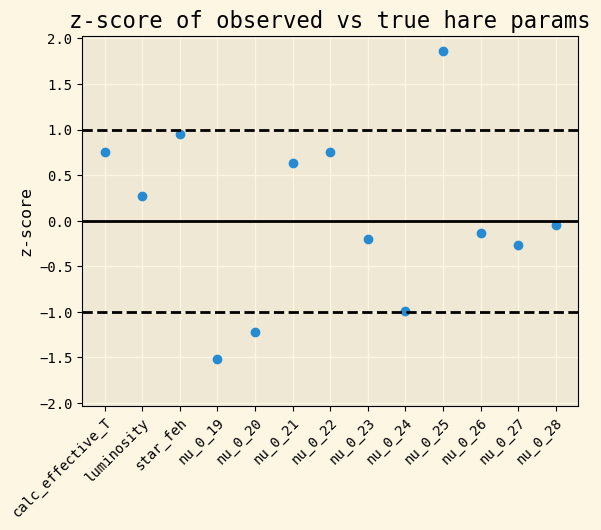 z-score of observed vs true hare params
z-score
2.0
1.5
1.0
0.5
0.0
−0.5
−1.0
−1.5
−2.0
calc_effective_T
luminosity
star_feh
nu_0_19
nu_0_20
nu_0_21
nu_0_22
nu_0_23
nu_0_24
nu_0_25
nu_0_26
nu_0_27
nu_0_28